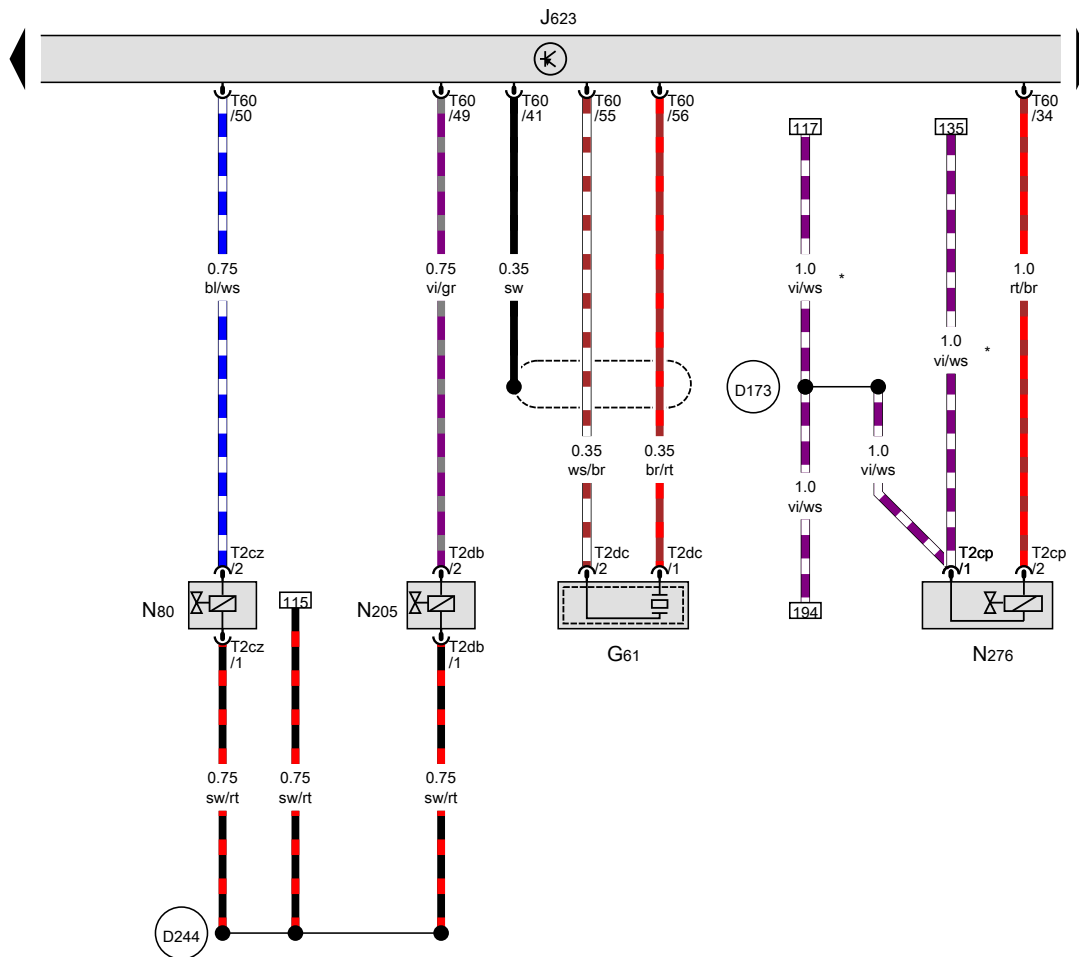 J623
T60
/50
T60
/49
T60
/41
T60
/55
T60
/56
T60
/34
117
135
0.75
bl/ws
0.75
vi/gr
0.35
sw
1.0
vi/ws
*
1.0
rt/br
1.0
vi/ws
*
D173
0.35
ws/br
0.35
br/rt
1.0
vi/ws
1.0
vi/ws
T2cz
/2
T2db
/2
T2dc
/2
T2dc
/1
T2cp
/1
T2cp
/2
N80
115
N205
194
T2cz
/1
T2db
/1
G61
N276
0.75
sw/rt
0.75
sw/rt
0.75
sw/rt
D244